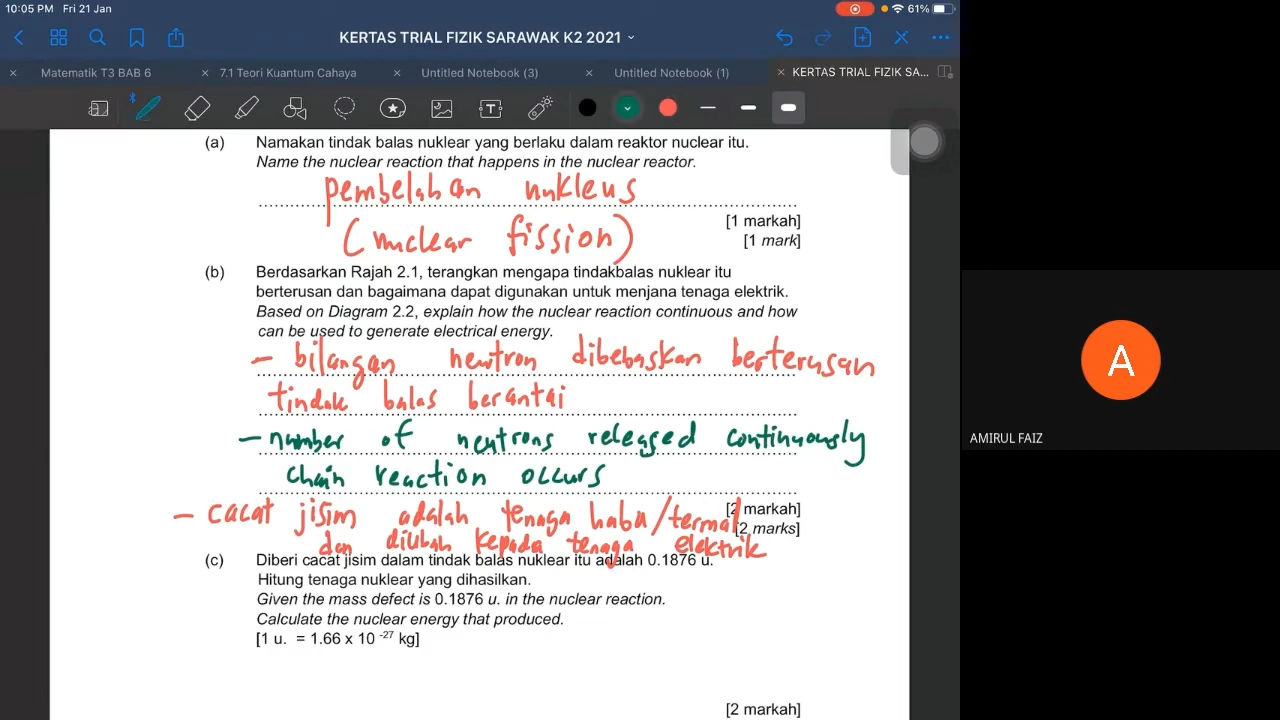 10:05 PM Fri 21 Jan
61%
KERTAS TRIAL FIZIK SARAWAK K2 2021
Matematik T3 BAB 6
7.1 Teori Kuantum Cahaya
Untitled Notebook (3)
Untitled Notebook (1)
KERTAS TRIAL FIZIK SA...
(a) Namakan tindak balas nuklear yang berlaku dalam reaktor nuclear itu.
Name the nuclear reaction that happens in the nuclear reactor.
pembelahan nukleus
[1 markah]
(nuclear fission)
[1 mark]
(b) Berdasarkan Rajah 2.1, terangkan mengapa tindakbalas nuklear itu
berterusan dan bagaimana dapat digunakan untuk menjana tenaga elektrik.
Based on Diagram 2.2, explain how the nuclear reaction continuous and how
can be used to generate electrical energy.
- bilangan neutron dibebaskan berterusan
tindak balas berantai
- number of neutrons released continuously
chain reaction occurs
- cacat jisim adalah tenaga haba/termal
[2 markah]
[2 marks]
dan diubah kepada tenaga elektrik
(c) Diberi cacat jisim dalam tindak balas nuklear itu adalah 0.1876 u.
Hitung tenaga nuklear yang dihasilkan.
Given the mass defect is 0.1876 u. in the nuclear reaction.
Calculate the nuclear energy that produced.
[1 u. = 1.66 x 10 -27 kg]
[2 markah]
A
AMIRUL FAIZ